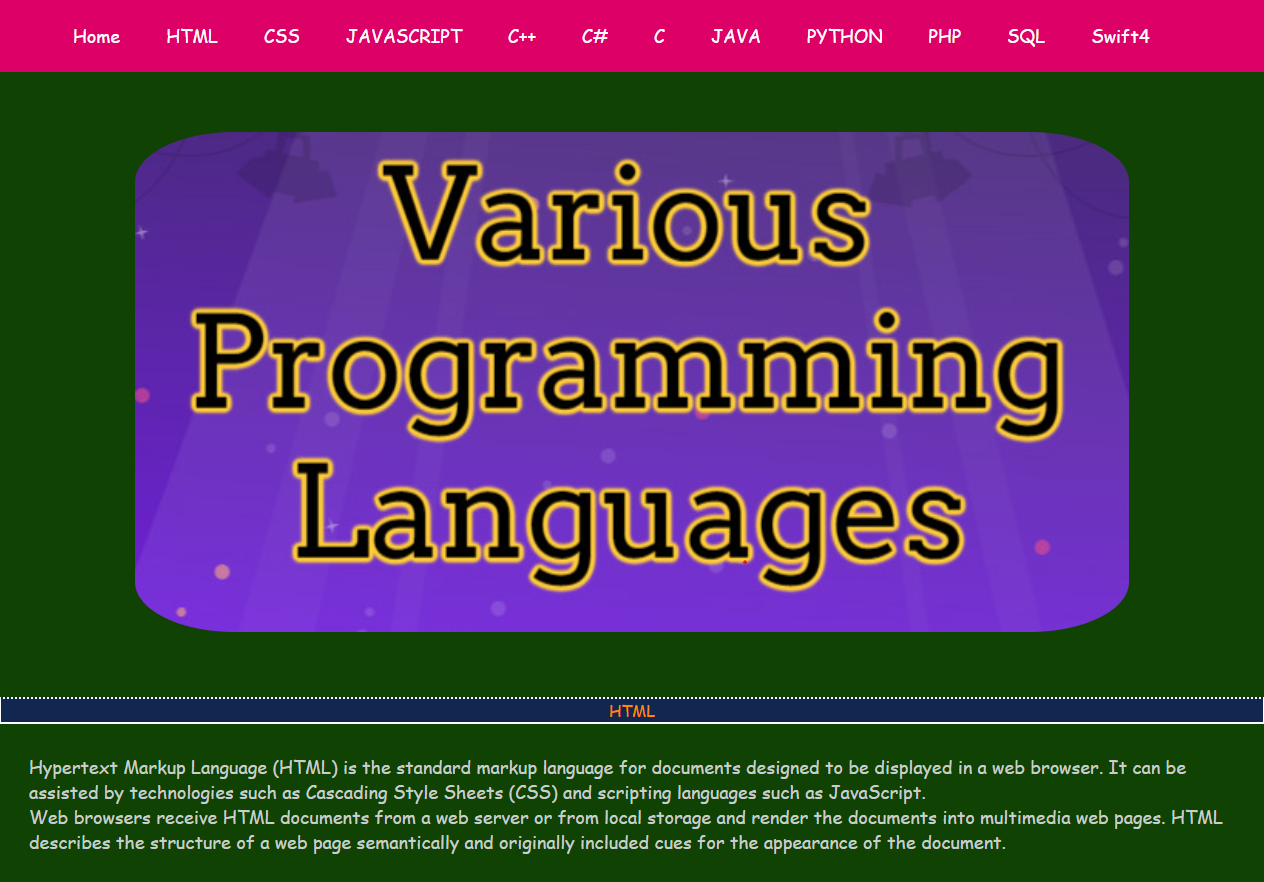 Home HTML CSS JAVASCRIPT C++ C# C JAVA PYTHON PHP SQL Swift4
Various
Programming
Languages
HTML
Hypertext Markup Language (HTML) is the standard markup language for documents designed to be displayed in a web browser. It can be
assisted by technologies such as Cascading Style Sheets (CSS) and scripting languages such as JavaScript.
Web browsers receive HTML documents from a web server or from local storage and render the documents into multimedia web pages. HTML
describes the structure of a web page semantically and originally included cues for the appearance of the document.